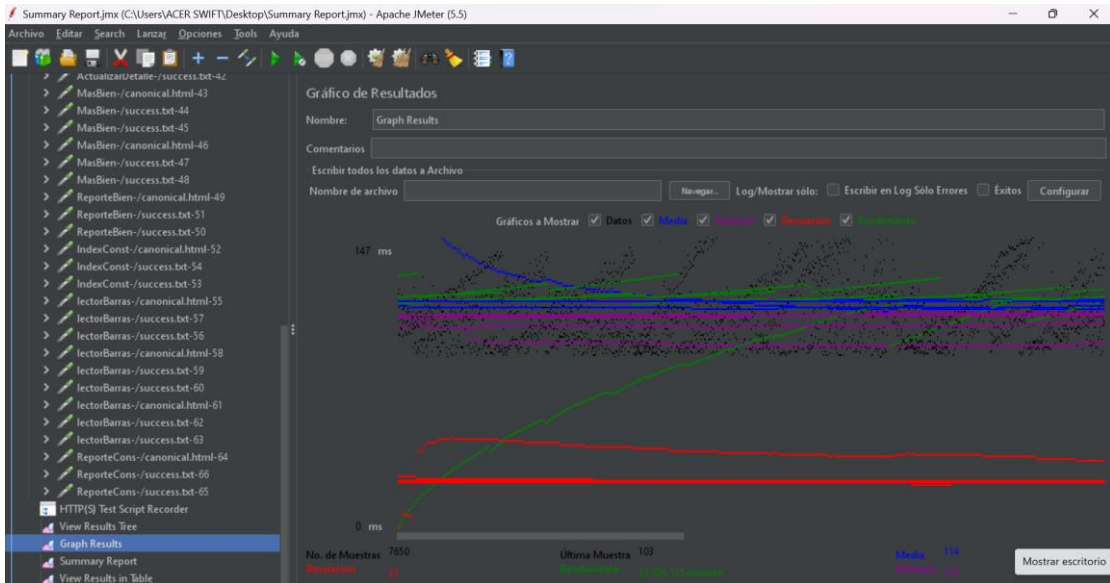 Summary Report.jmx (C:\Users\ACER SWIFT\Desktop\Summary Report.jmx) - Apache JMeter (5.5)
Archivo Editar Search Lanzar Opciones Tools Ayuda
ActualizarDetalle-/success.txt-42
MasBien-/canonical.html-43
MasBien-/success.txt-44
MasBien-/success.txt-45
MasBien-/canonical.html-46
MasBien-/success.txt-47
MasBien-/success.txt-48
ReporteBien-/canonical.html-49
ReporteBien-/success.txt-51
ReporteBien-/success.txt-50
IndexConst-/canonical.html-52
IndexConst-/success.txt-54
IndexConst-/success.txt-53
lectorBarras-/canonical.html-55
lectorBarras-/success.txt-57
lectorBarras-/success.txt-56
lectorBarras-/canonical.html-58
lectorBarras-/success.txt-59
lectorBarras-/success.txt-60
lectorBarras-/canonical.html-61
lectorBarras-/success.txt-62
lectorBarras-/success.txt-63
ReporteCons-/canonical.html-64
ReporteCons-/success.txt-66
ReporteCons-/success.txt-65
HTTP(S) Test Script Recorder
View Results Tree
Graph Results
Summary Report
View Results in Table
Gráfico de Resultados
Nombre: Graph Results
Comentarios
Escribir todos los datos a Archivo
Nombre de archivo Navegar... Log/Mostrar sólo: Escribir en Log Sólo Errores Éxitos Configurar
Gráficos a Mostrar Datos Media Desviación Rendimiento
147 ms
0 ms
No. de Muestras 7650 Última Muestra 103 Media 114
Desviación Rendimiento
Mostrar escritorio